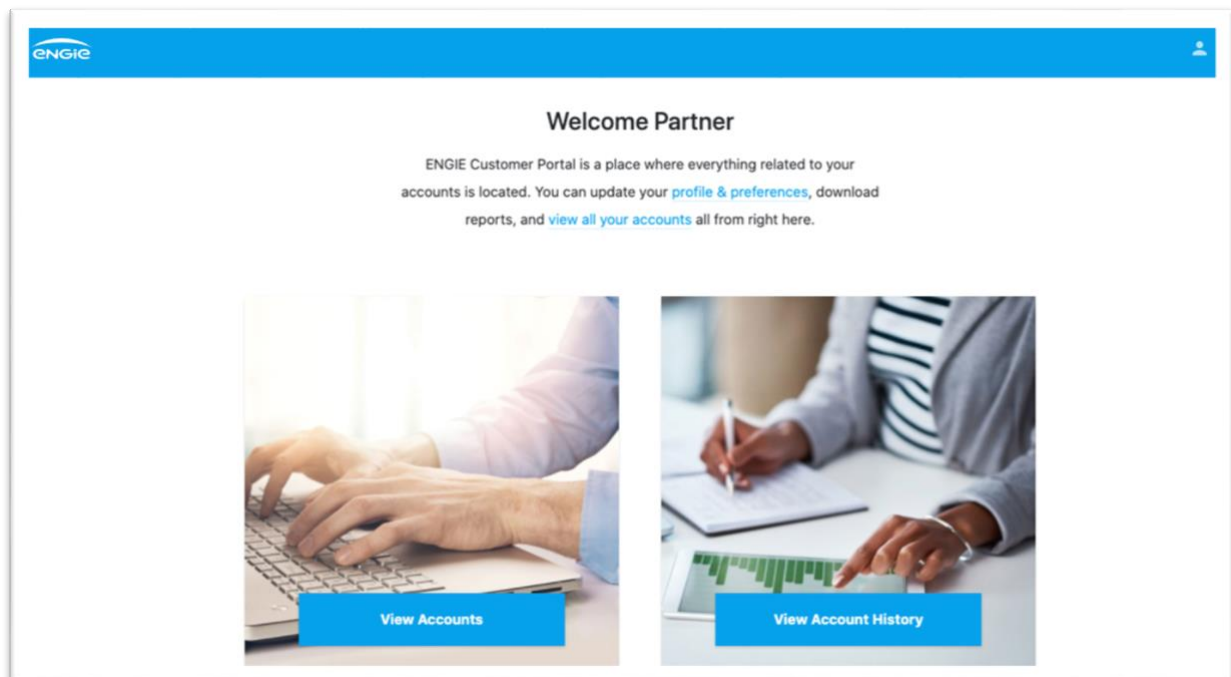 ENGIE
Welcome Partner
ENGIE Customer Portal is a place where everything related to your
accounts is located. You can update your profile & preferences, download
reports, and view all your accounts all from right here.
View Accounts
View Account History